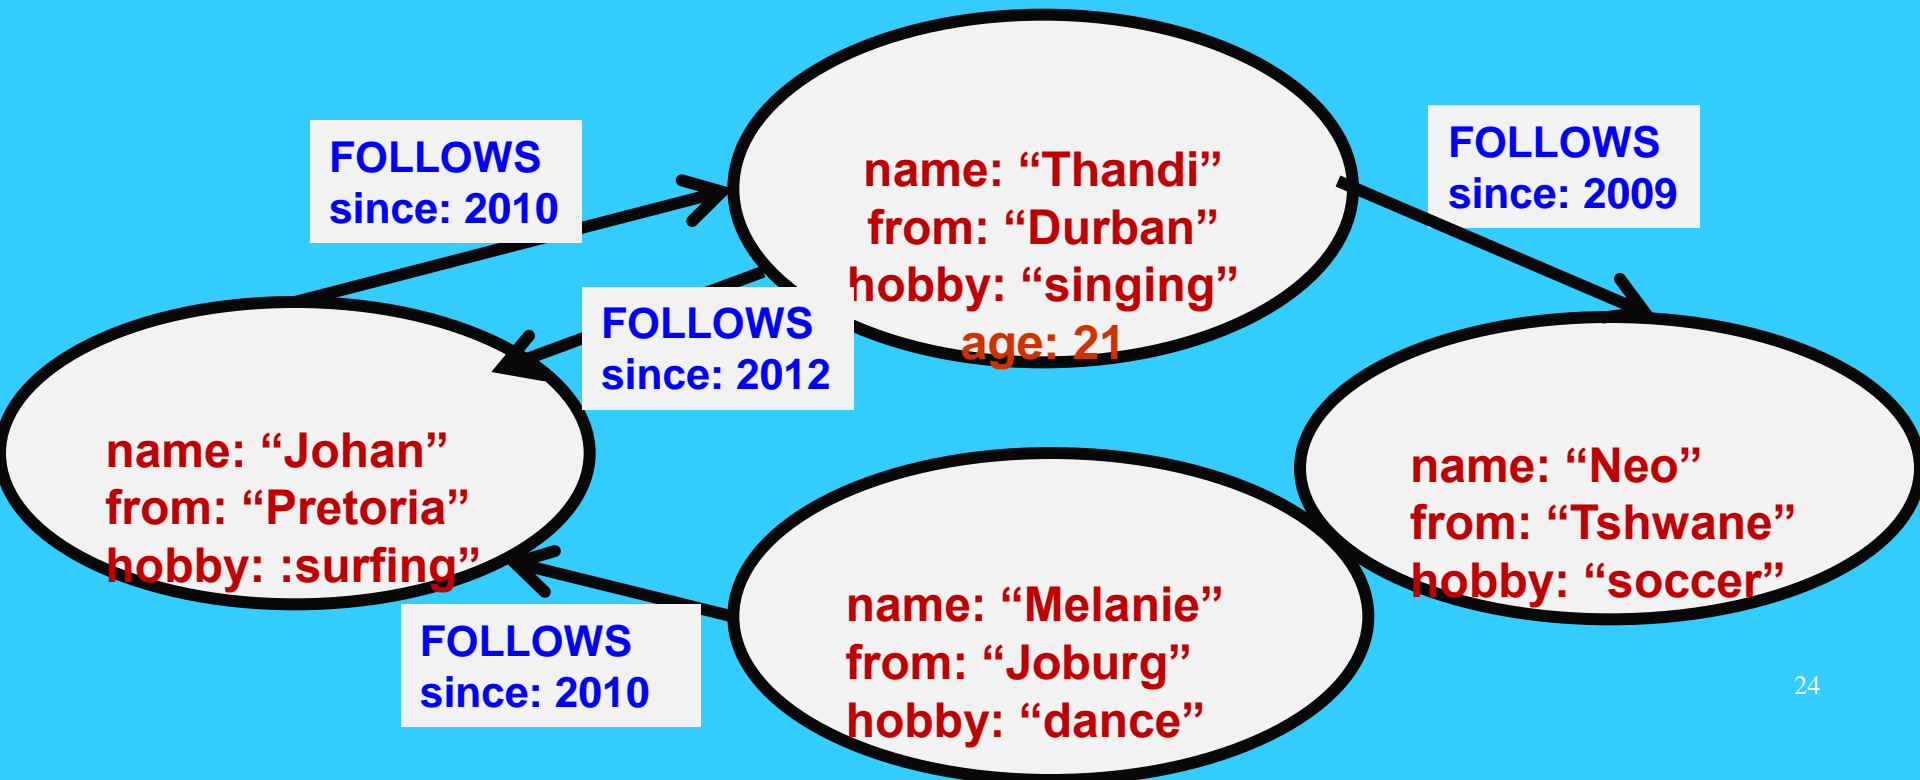 FOLLOWS
since: 2010
name: “Thandi”
from: “Durban”
hobby: “singing”
age: 21
FOLLOWS
since: 2009
FOLLOWS
since: 2012
name: “Johan”
from: “Pretoria”
hobby: :surfing”
name: “Neo”
from: “Tshwane”
hobby: “soccer”
FOLLOWS
since: 2010
name: “Melanie”
from: “Joburg”
hobby: “dance”
24